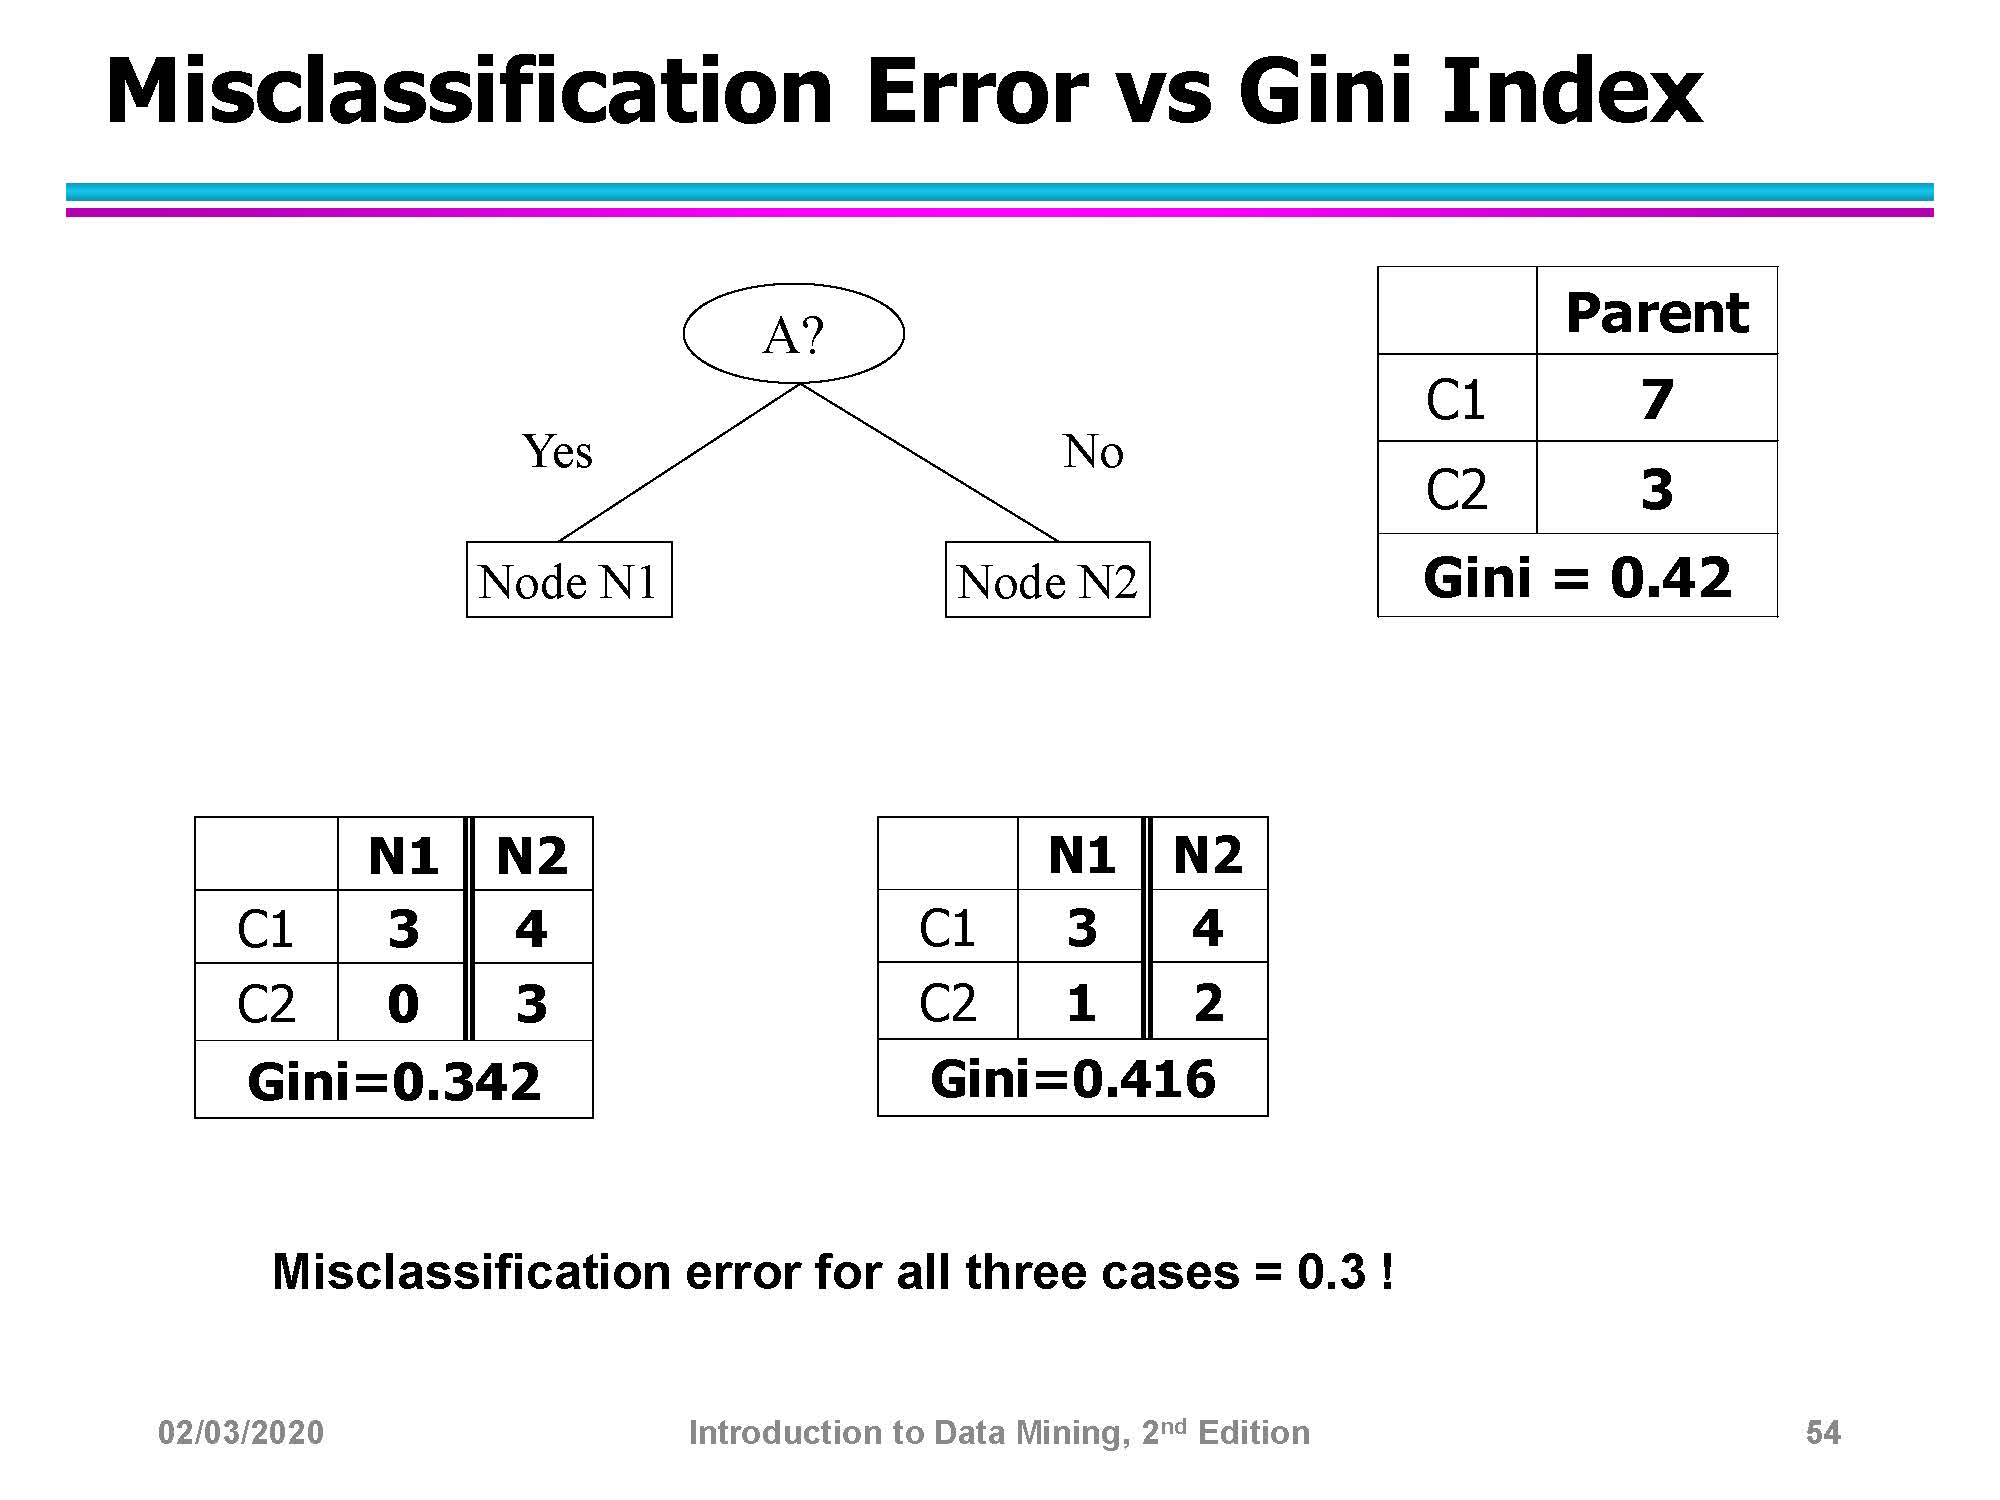 Misclassification Error vs Gini Index
A?
Yes No
Node N1 Node N2
Parent
C1 7
C2 3
Gini = 0.42
N1 N2
C1 3 4
C2 0 3
Gini=0.342
N1 N2
C1 3 4
C2 1 2
Gini=0.416
Misclassification error for all three cases = 0.3 !
02/03/2020 Introduction to Data Mining, 2nd Edition 54